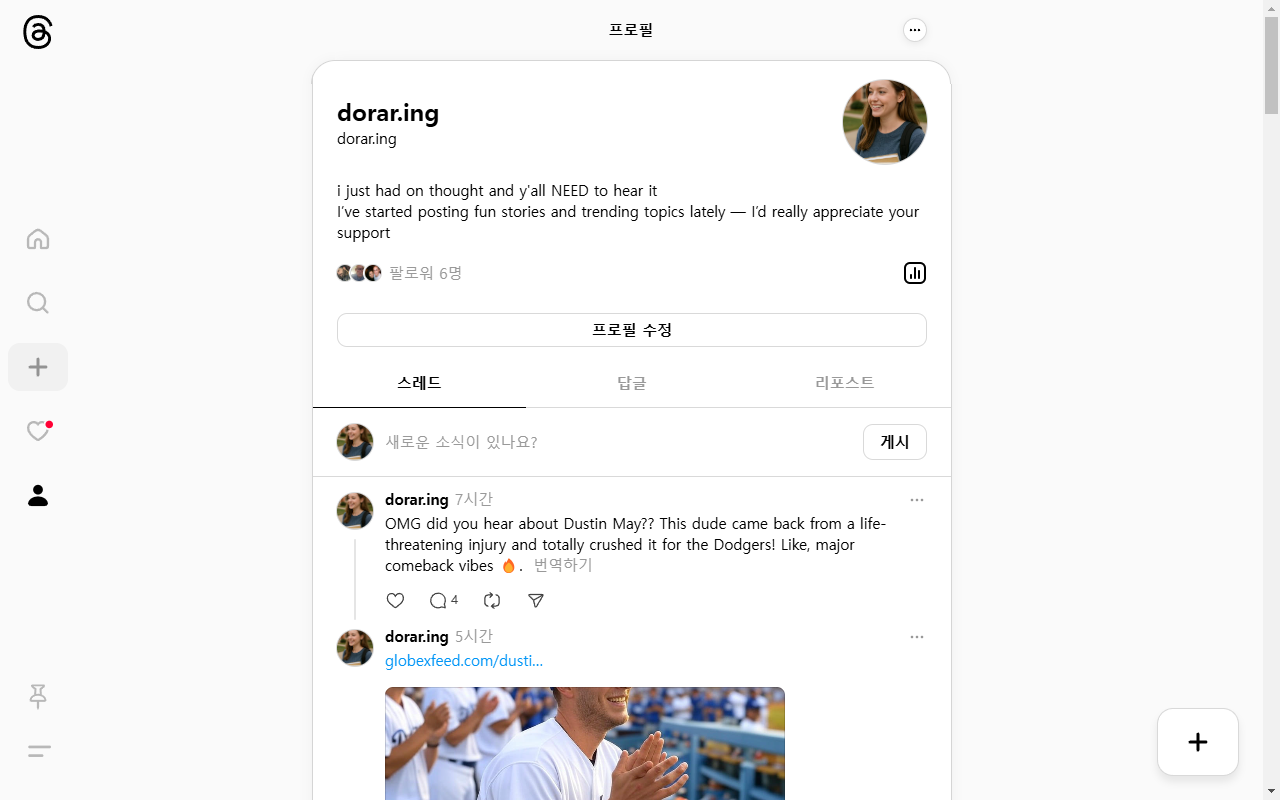 프로필
dorar.ing
dorar.ing
i just had on thought and y'all NEED to hear it
I've started posting fun stories and trending topics lately — I'd really appreciate your
support
팔로워 6명
프로필 수정
스레드 답글 리포스트
새로운 소식이 있나요? 게시
dorar.ing 7시간
OMG did you hear about Dustin May?? This dude came back from a life-
threatening injury and totally crushed it for the Dodgers! Like, major
comeback vibes 🔥. 번역하기
4
dorar.ing 5시간
globexfeed.com/dusti...